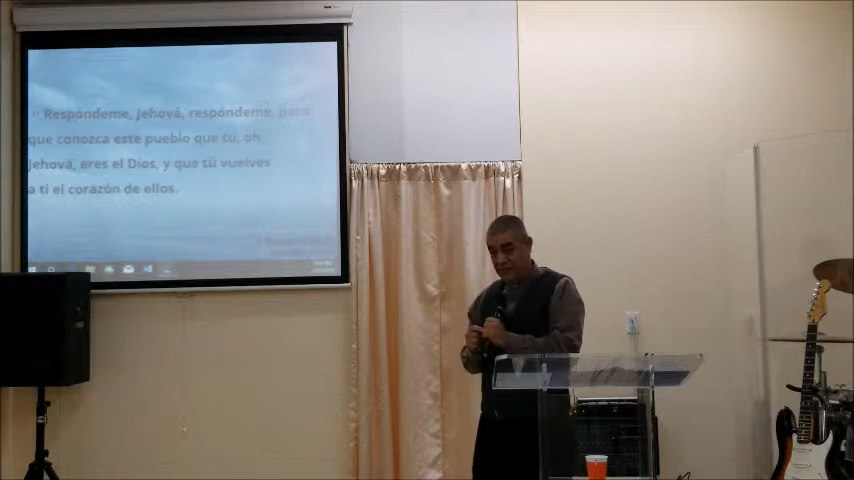 Respóndeme, Jehová, respóndeme, para
que conozca este pueblo que tú, oh
Jehová, eres el Dios, y que tú vuelves
a ti el corazón de ellos.